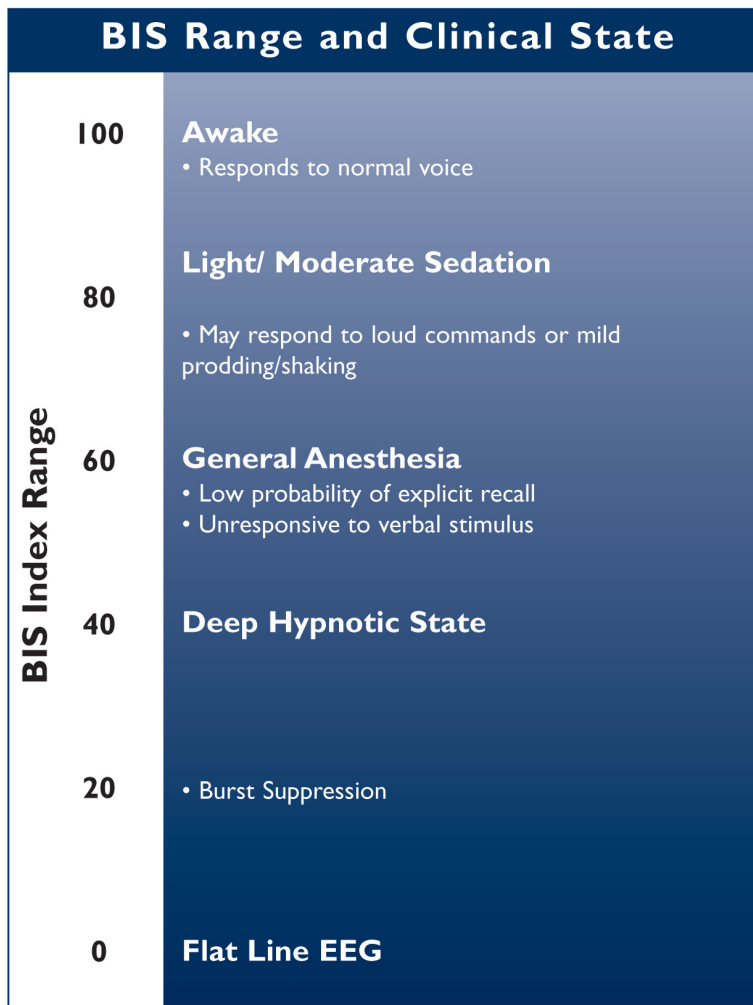 BIS Range and Clinical State
BIS Index Range
100
Awake
• Responds to normal voice
Light/ Moderate Sedation
80
• May respond to loud commands or mild
prodding/shaking
60
General Anesthesia
• Low probability of explicit recall
• Unresponsive to verbal stimulus
40
Deep Hypnotic State
20
• Burst Suppression
0
Flat Line EEG